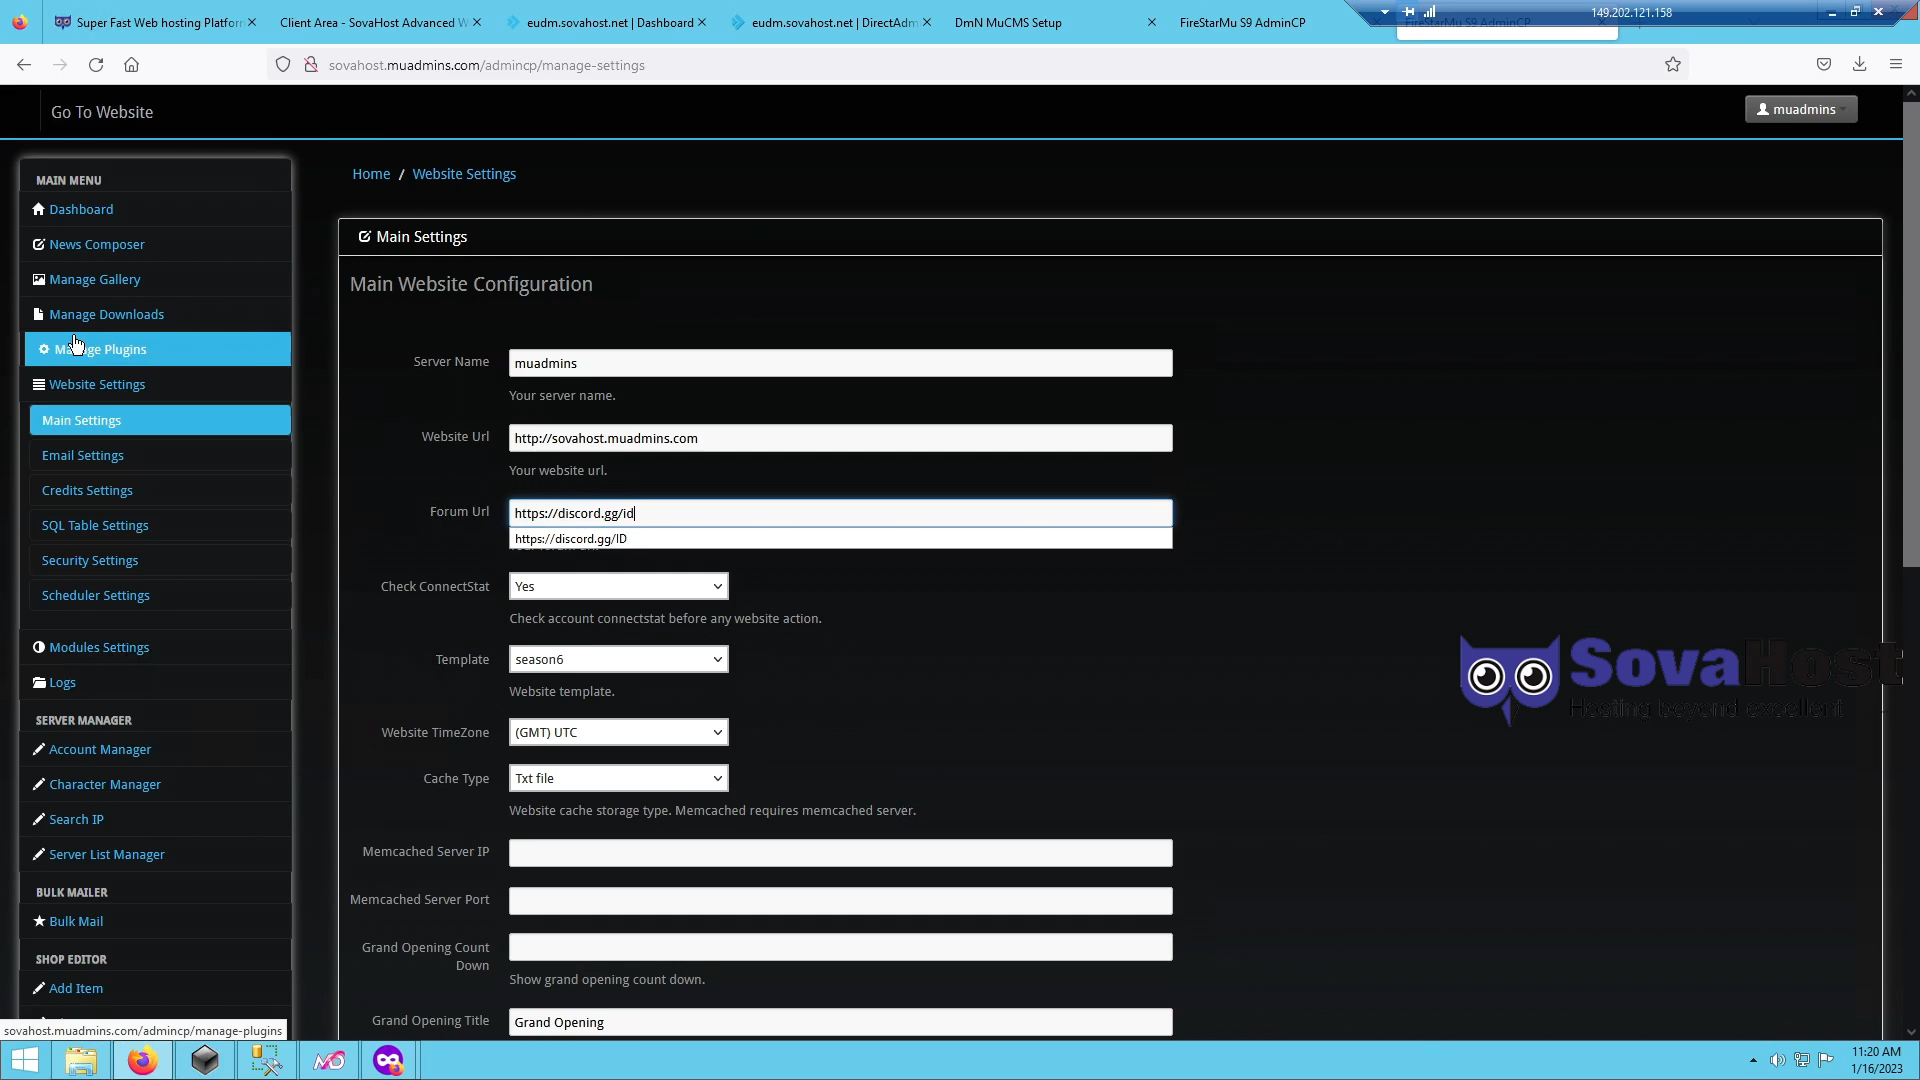 Super Fast Web hosting Platfor
Client Area - SovaHost Advanced W
eudm.sovahost.net | Dashboard
eudm.sovahost.net | DirectAdm
DmN MuCMS Setup
FireStarMu S9 AdminCP
FireStarMu S9 AdminCP
149.202.121.158
sovahost.muadmins.com/admincp/manage-settings
Go To Website
muadmins
MAIN MENU
Dashboard
News Composer
Manage Gallery
Manage Downloads
Manage Plugins
Website Settings
Main Settings
Email Settings
Credits Settings
SQL Table Settings
Security Settings
Scheduler Settings
Modules Settings
Logs
SERVER MANAGER
Account Manager
Character Manager
Search IP
Server List Manager
BULK MAILER
Bulk Mail
SHOP EDITOR
Add Item
sovahost.muadmins.com/admincp/manage-plugins
Home / Website Settings
Main Settings
Main Website Configuration
Server Name
muadmins
Your server name.
Website Url
http://sovahost.muadmins.com
Your website url.
Forum Url
https://discord.gg/id
https://discord.gg/ID
Check ConnectStat
Yes
Check account connectstat before any website action.
Template
season6
Website template.
Website TimeZone
(GMT) UTC
Cache Type
Txt file
Website cache storage type. Memcached requires memcached server.
Memcached Server IP
Memcached Server Port
Grand Opening Count
Down
Show grand opening count down.
Grand Opening Title
Grand Opening
SovaHost
Hosting beyond excellent
11:20 AM
1/16/2023